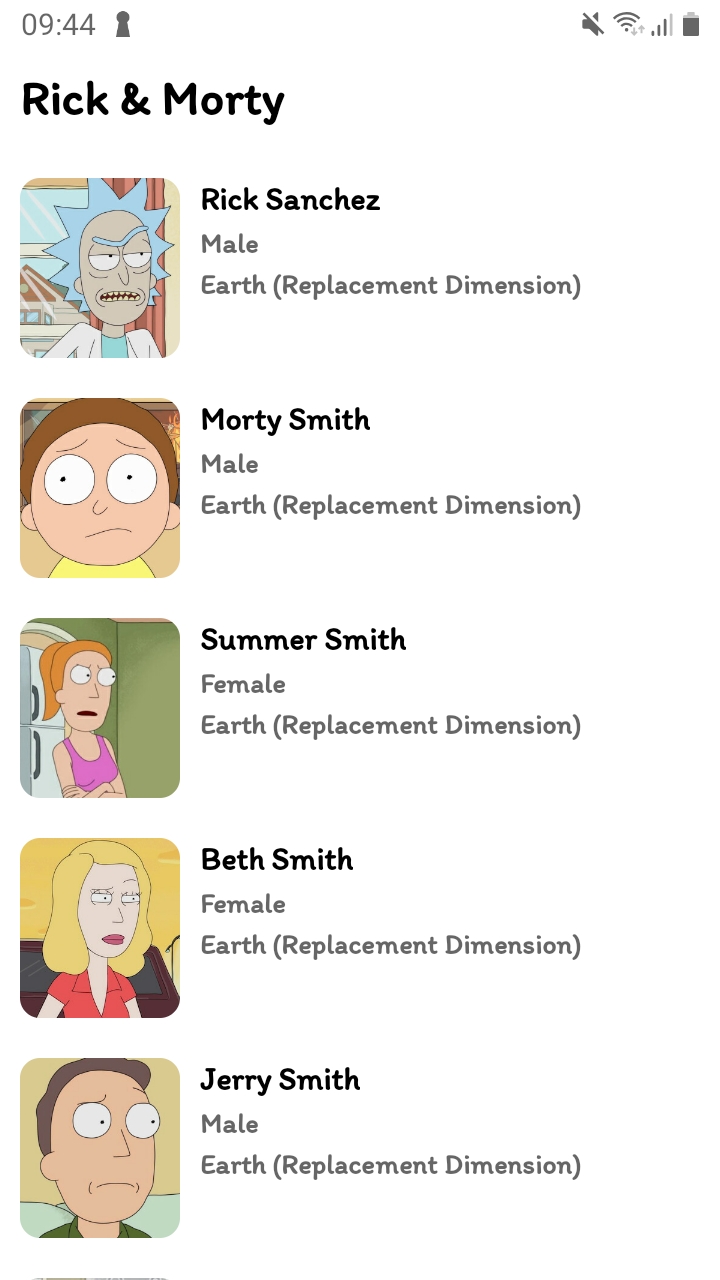 09:44
Rick & Morty
Rick Sanchez
Male
Earth (Replacement Dimension)
Morty Smith
Male
Earth (Replacement Dimension)
Summer Smith
Female
Earth (Replacement Dimension)
Beth Smith
Female
Earth (Replacement Dimension)
Jerry Smith
Male
Earth (Replacement Dimension)